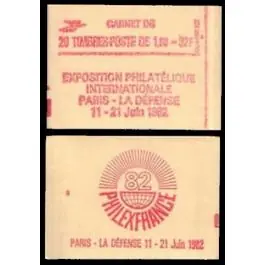 CARNET DE
20 TIMBRES-POSTE DE 1,60 = 32F
EXPOSITION PHILATÉLIQUE
INTERNATIONALE
PARIS - LA DÉFENSE
11 - 21 Juin 1982
82
PHILEXFRANCE
PARIS - LA DÉFENSE 11 - 21 Juin 1982